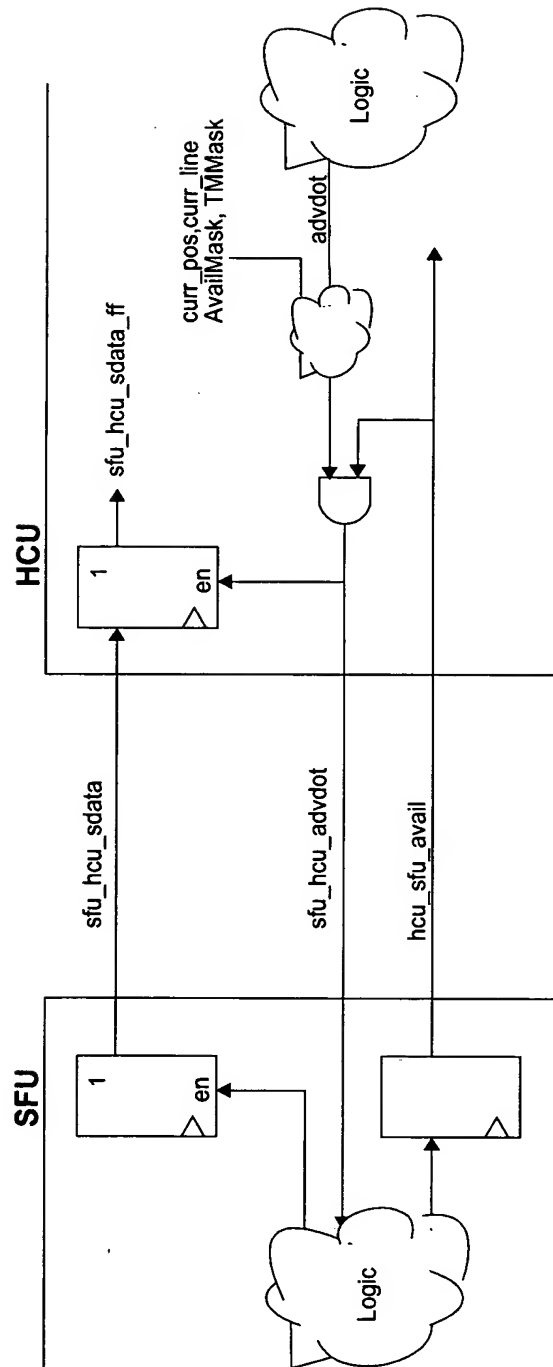 SFU
HCU
1
en
sfu_hcu_sdata
1
en
sfu_hcu_sdata_ff
curr_pos,curr_line
AvailMask, TMMask
Logic
sfu_hcu_advdot
advdot
Logic
hcu_sfu_avail